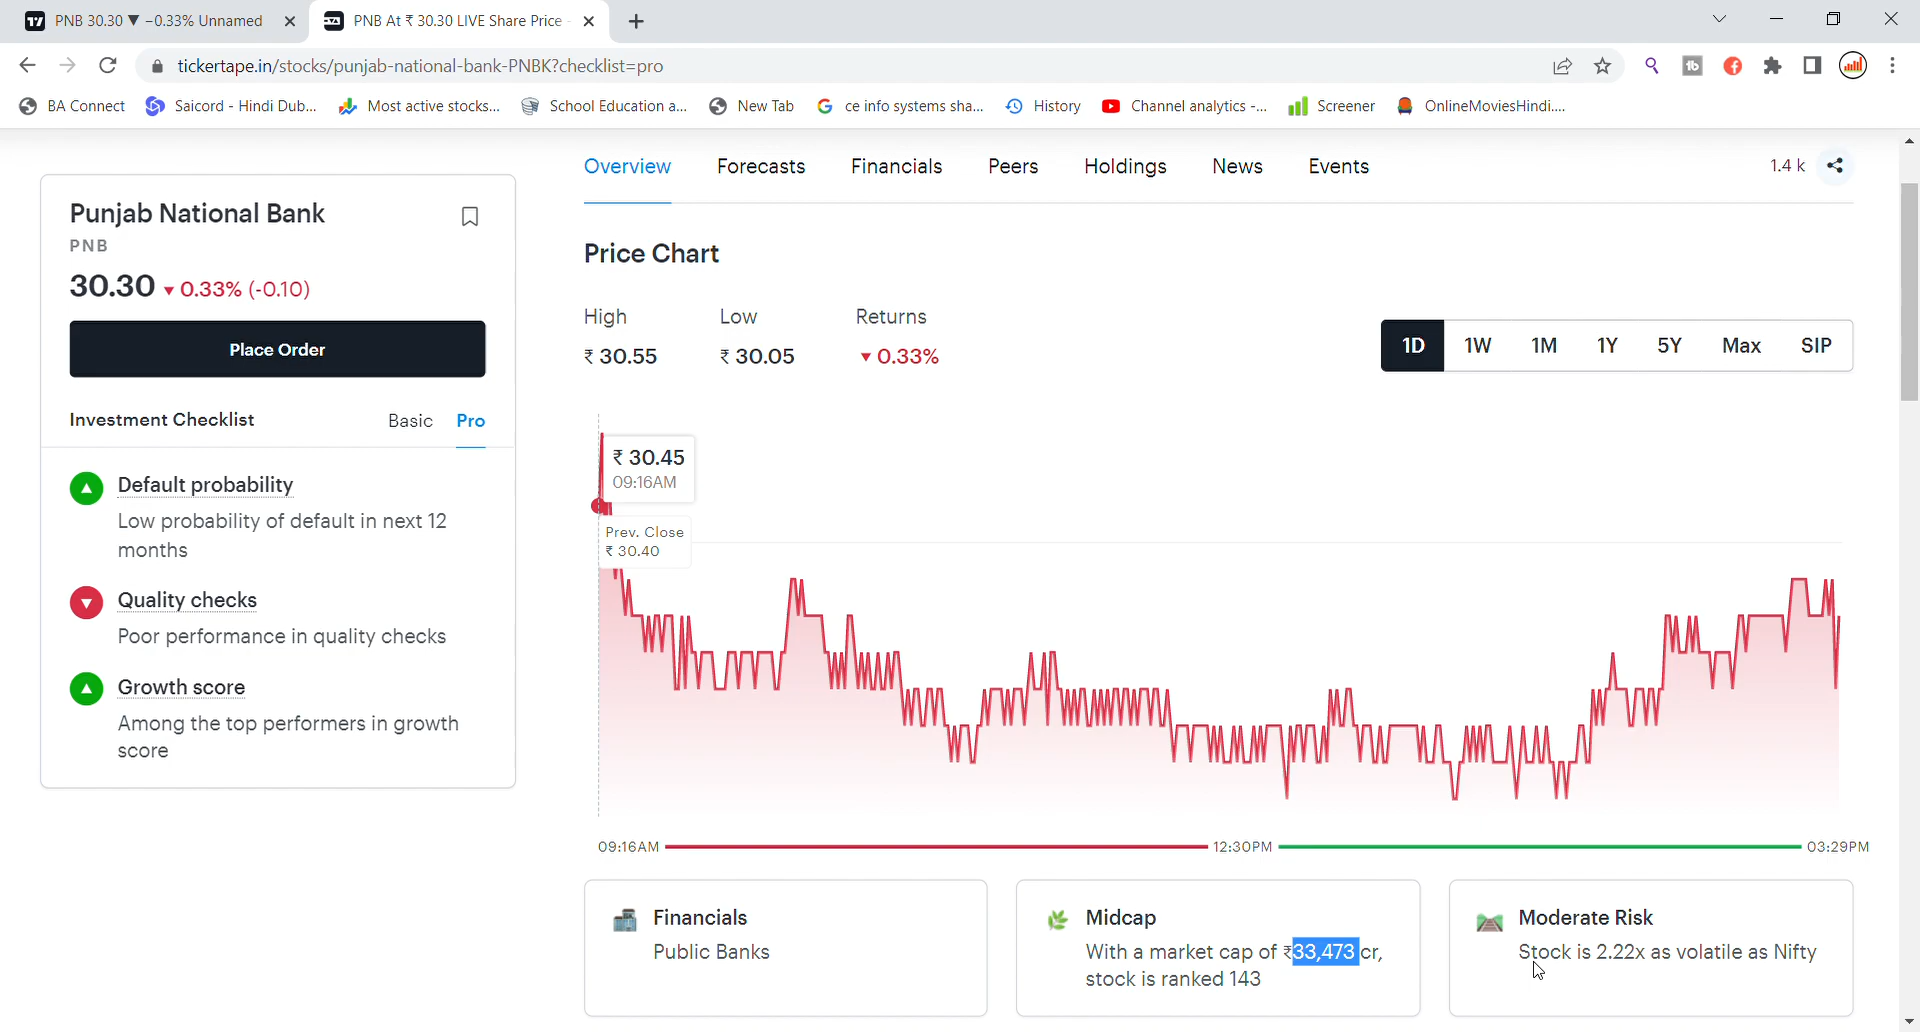 PNB 30.30 ▼ −0.33% Unnamed
PNB At ₹ 30.30 LIVE Share Price -
tickertape.in/stocks/punjab-national-bank-PNBK?checklist=pro
BA Connect
Saicord - Hindi Dub...
Most active stocks...
School Education a...
New Tab
ce info systems sha...
History
Channel analytics -...
Screener
OnlineMoviesHindi....
Overview Forecasts Financials Peers Holdings News Events
1.4 k
Punjab National Bank
PNB
30.30 ▾ 0.33% (-0.10)
Place Order
Investment Checklist Basic Pro
Default probability
Low probability of default in next 12
months
Quality checks
Poor performance in quality checks
Growth score
Among the top performers in growth
score
Price Chart
High Low Returns
₹ 30.55 ₹ 30.05 ▾ 0.33%
1D 1W 1M 1Y 5Y Max SIP
₹ 30.45
09:16AM
Prev. Close
₹ 30.40
09:16AM 12:30PM 03:29PM
Financials
Public Banks
Midcap
With a market cap of ₹33,473 cr,
stock is ranked 143
Moderate Risk
Stock is 2.22x as volatile as Nifty